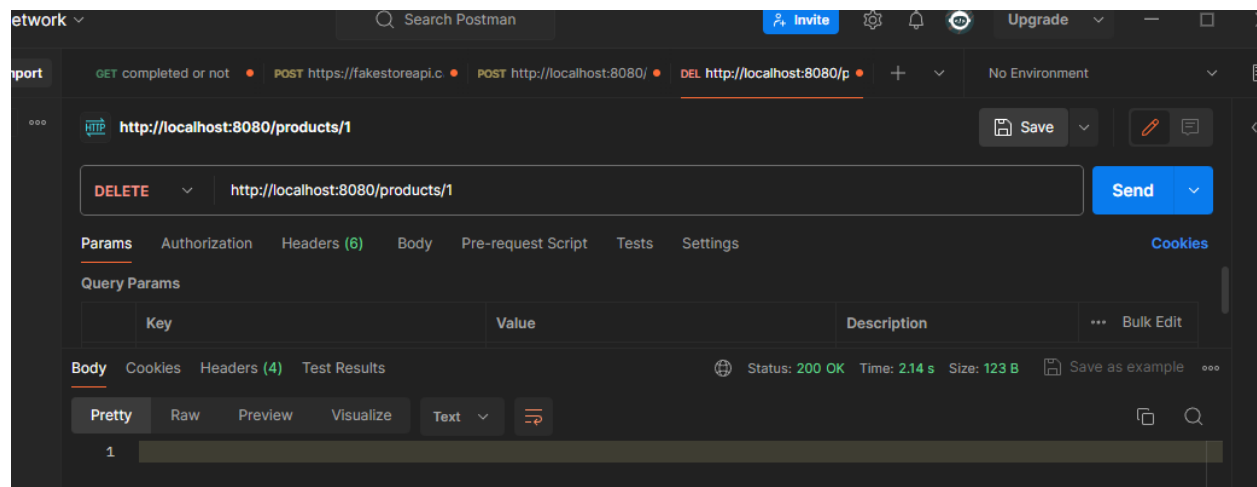 etwork Search Postman Invite Upgrade
mport GET completed or not POST https://fakestoreapi.c POST http://localhost:8080/ DEL http://localhost:8080/p No Environment
HTTP http://localhost:8080/products/1 Save
DELETE http://localhost:8080/products/1 Send
Params Authorization Headers (6) Body Pre-request Script Tests Settings Cookies
Query Params
Key Value Description Bulk Edit
Body Cookies Headers (4) Test Results Status: 200 OK Time: 2.14 s Size: 123 B Save as example
Pretty Raw Preview Visualize Text
1